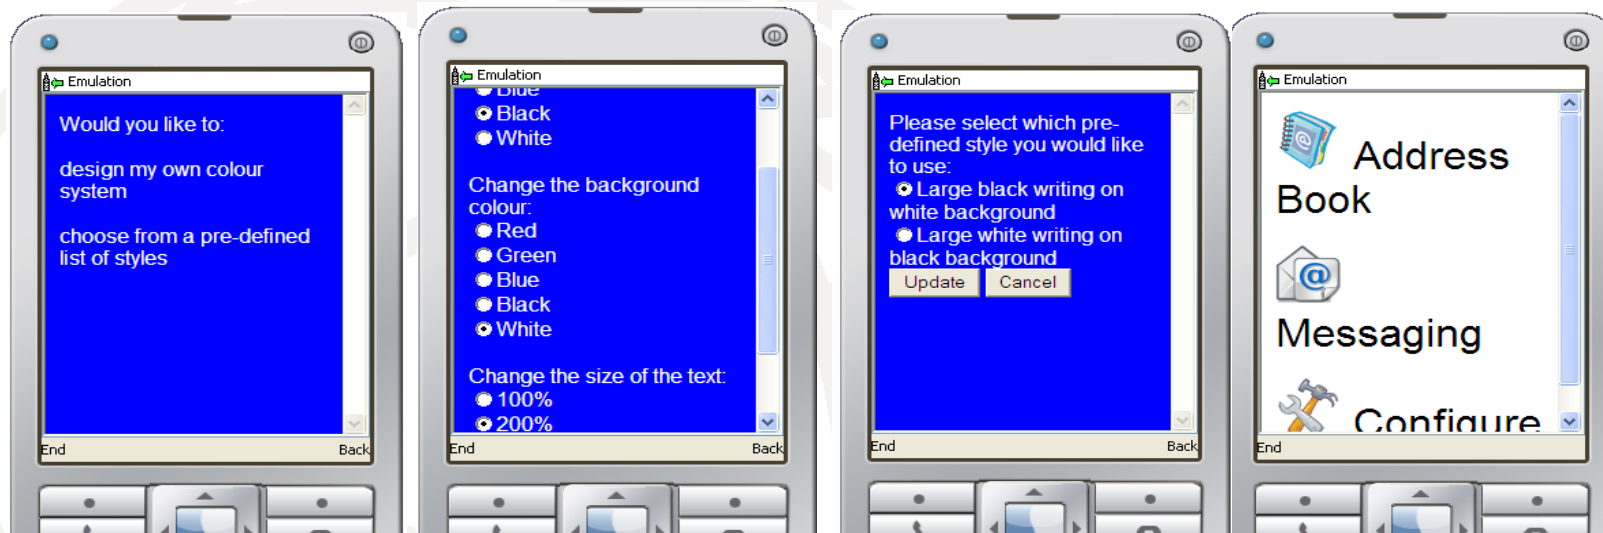 Emulation
Would you like to:
design my own colour
system
choose from a pre-defined
list of styles
End Back
Emulation
Blue
Black
White
Change the background
colour:
Red
Green
Blue
Black
White
Change the size of the text:
100%
200%
End Back
Emulation
Please select which pre-
defined style you would like
to use:
Large black writing on
white background
Large white writing on
black background
Update Cancel
End Back
Emulation
Address
Book
Messaging
Configure
End